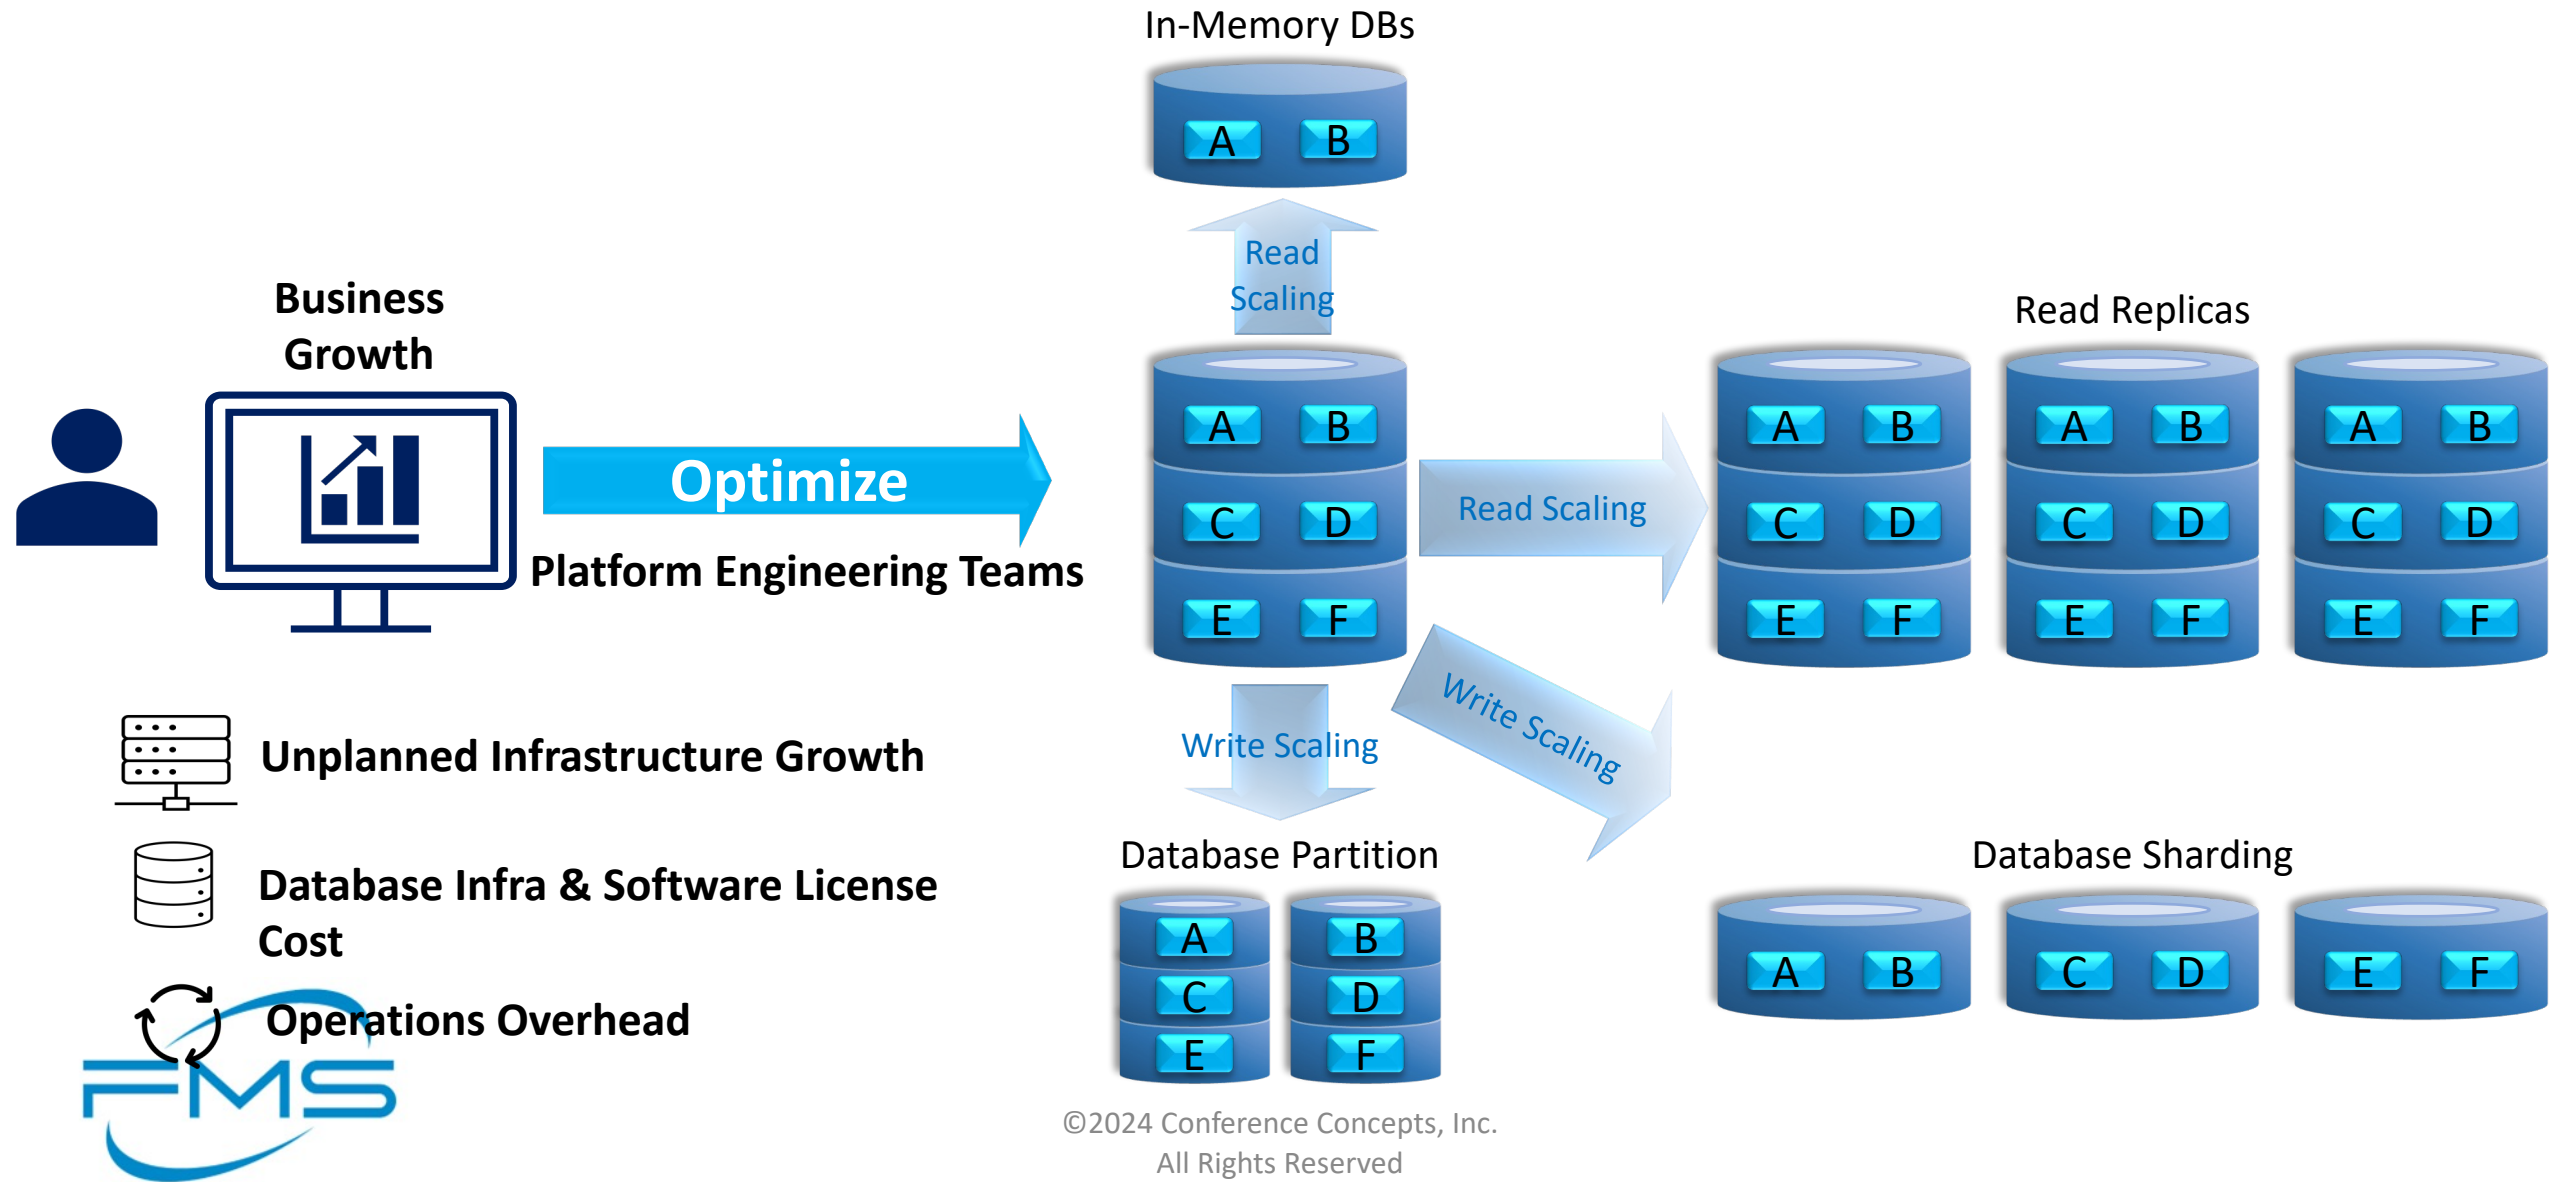 In-Memory DBs
A B
Read
Scaling
Business
Growth
Optimize
Platform Engineering Teams
A B
C D
E F
Read Scaling
Read Replicas
A B A B A B
C D C D C D
E F E F E F
Write Scaling
Write Scaling
Unplanned Infrastructure Growth
Database Infra & Software License
Cost
Operations Overhead
FMS
Database Partition
A B
C D
E F
Database Sharding
A B C D E F
©2024 Conference Concepts, Inc.
All Rights Reserved